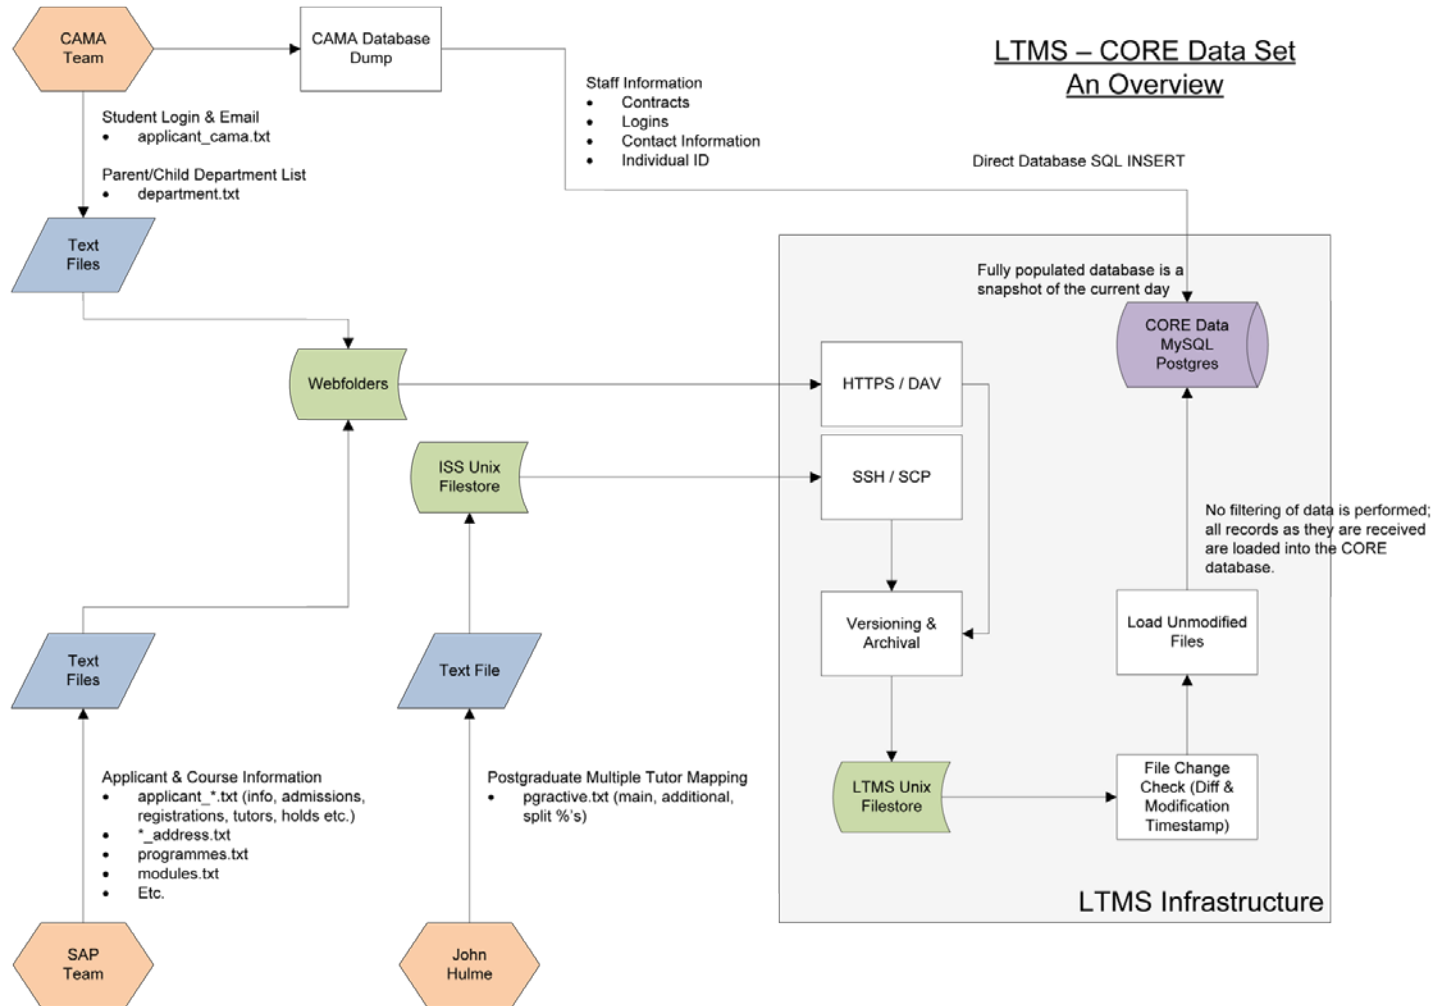 LTMS – CORE Data Set
An Overview
CAMA
Team
CAMA Database
Dump
Student Login & Email
• applicant_cama.txt
Parent/Child Department List
• department.txt
Staff Information
• Contracts
• Logins
• Contact Information
• Individual ID
Direct Database SQL INSERT
Text
Files
Fully populated database is a
snapshot of the current day
CORE Data
MySQL
Postgres
Webfolders
HTTPS / DAV
ISS Unix
Filestore
SSH / SCP
No filtering of data is performed;
all records as they are received
are loaded into the CORE
database.
Versioning &
Archival
Load Unmodified
Files
Text
Files
Text File
Applicant & Course Information
• applicant_*.txt (info, admissions,
registrations, tutors, holds etc.)
• *_address.txt
• programmes.txt
• modules.txt
• Etc.
Postgraduate Multiple Tutor Mapping
• pgractive.txt (main, additional,
split %'s)
LTMS Unix
Filestore
File Change
Check (Diff &
Modification
Timestamp)
LTMS Infrastructure
SAP
Team
John
Hulme